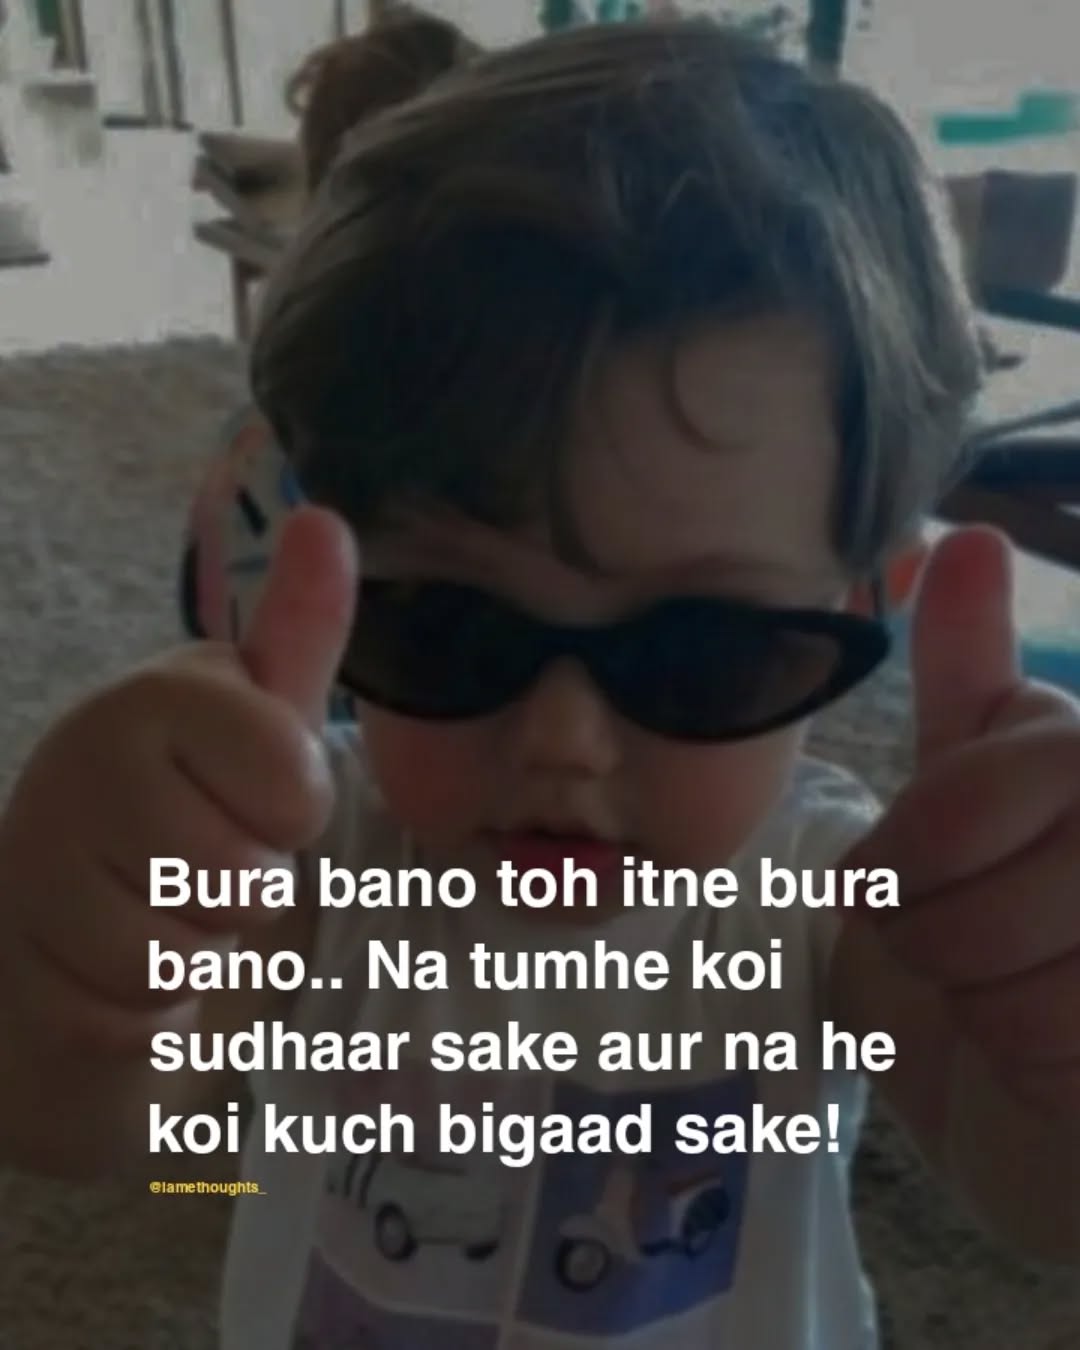 Bura bano toh itne bura
bano.. Na tumhe koi
sudhaar sake aur na he
koi kuch bigaad sake!
@lamethoughts_